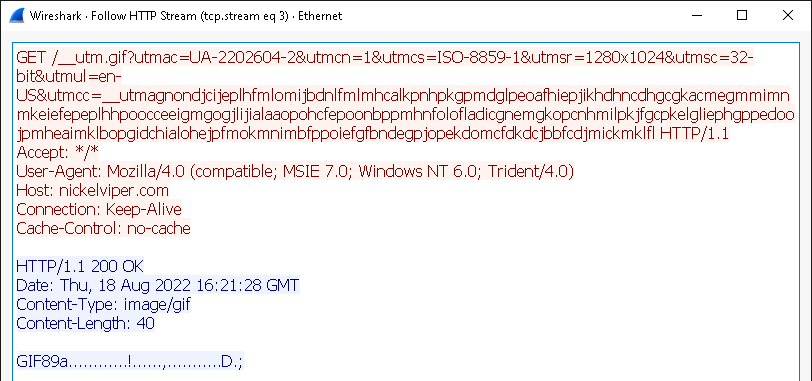 Wireshark · Follow HTTP Stream (tcp.stream eq 3) · Ethernet
GET /__utm.gif?utmac=UA-2202604-2&utmcn=1&utmcs=ISO-8859-1&utmsr=1280x1024&utmsc=32-
bit&utmul=en-
US&utmcc=__utmagnondjcijeplhfmlomijbdnlfmlmhcalkpnhpkgpmdglpeoafhiepjikhdhncdhgcgkacmegmmimn
mkeiefepeplhhpoocceeigmgogjlijialaaopohcfepoonbppmhnfolofladicgnemgkopcnhmilpkjfgcpkelgliephgppedoo
jpmheaimklbopgidchialohejpfmokmnimbfppoiefgfbndegpjopekdomcfdkdcjbbfcdjmickmklfl HTTP/1.1
Accept: */*
User-Agent: Mozilla/4.0 (compatible; MSIE 7.0; Windows NT 6.0; Trident/4.0)
Host: nickelviper.com
Connection: Keep-Alive
Cache-Control: no-cache
HTTP/1.1 200 OK
Date: Thu, 18 Aug 2022 16:21:28 GMT
Content-Type: image/gif
Content-Length: 40
GIF89a............!......,...........D.;